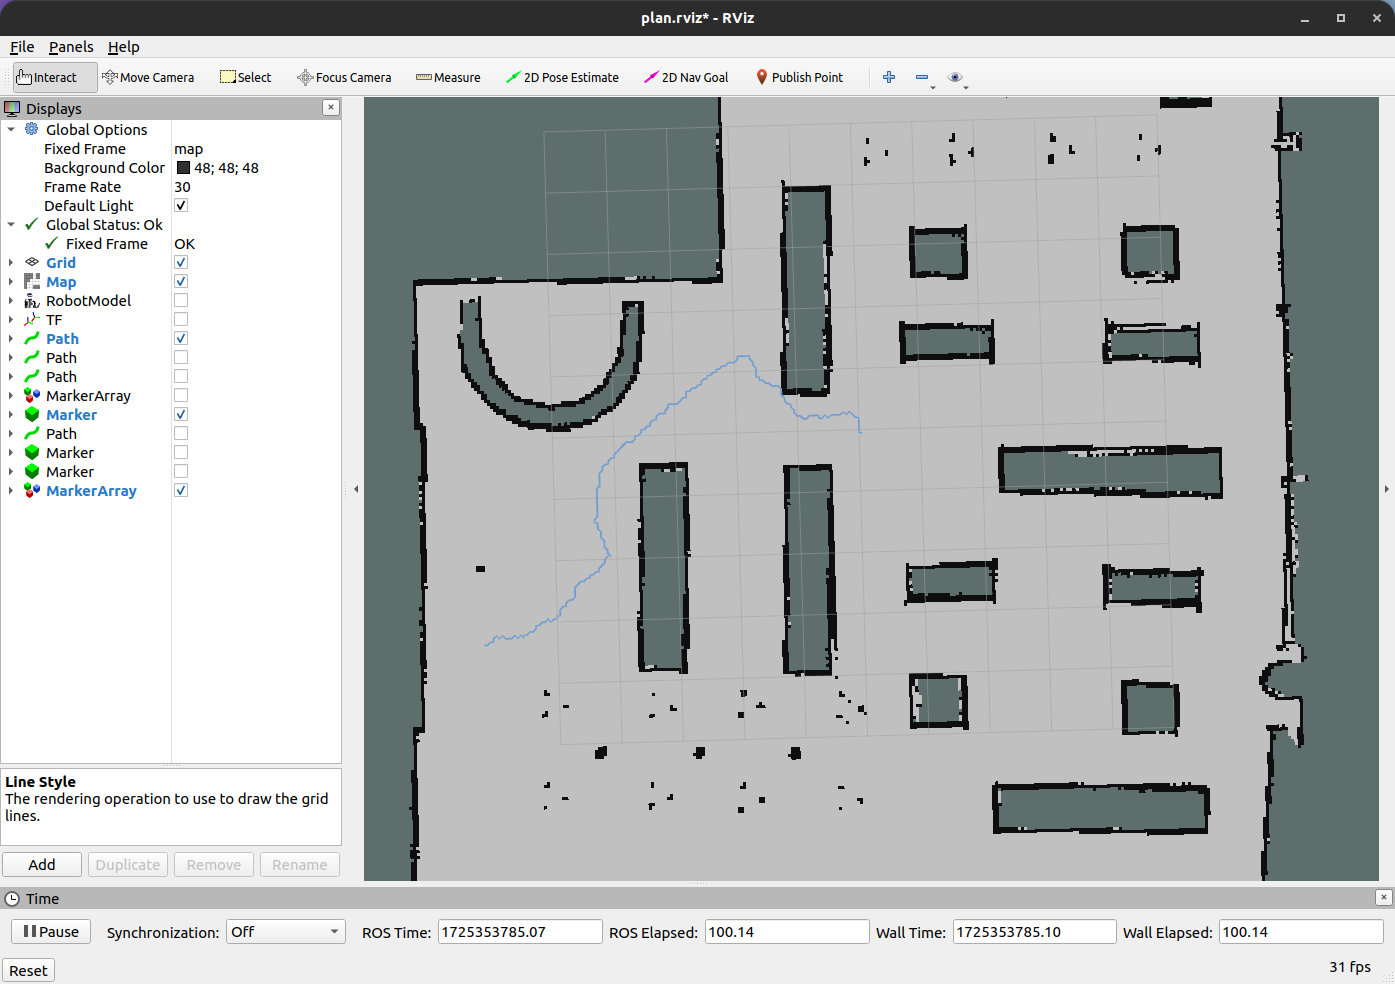 plan.rviz* - RViz
File Panels Help
Interact Move Camera Select Focus Camera Measure 2D Pose Estimate 2D Nav Goal Publish Point
Displays
Global Options
Fixed Frame map
Background Color 48; 48; 48
Frame Rate 30
Default Light
Global Status: Ok
Fixed Frame OK
Grid
Map
RobotModel
TF
Path
Path
Path
MarkerArray
Marker
Path
Marker
Marker
MarkerArray
Line Style
The rendering operation to use to draw the grid
lines.
Add Duplicate Remove Rename
Time
Pause Synchronization: Off ROS Time: 1725353785.07 ROS Elapsed: 100.14 Wall Time: 1725353785.10 Wall Elapsed: 100.14
Reset 31 fps